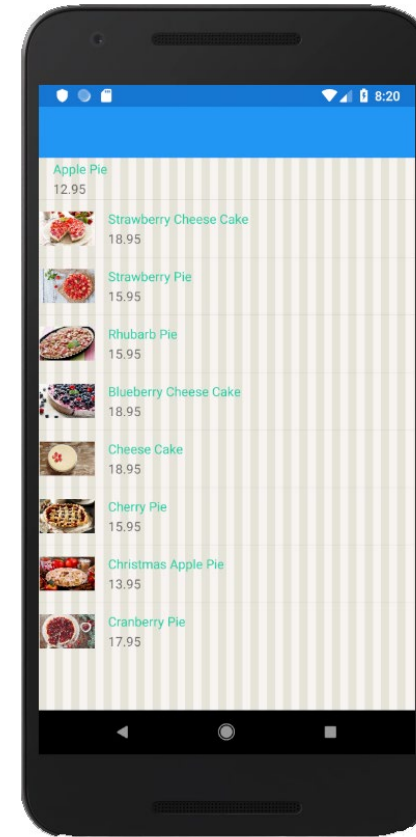 8:20
Apple Pie
12.95
Strawberry Cheese Cake
18.95
Strawberry Pie
15.95
Rhubarb Pie
15.95
Blueberry Cheese Cake
18.95
Cheese Cake
18.95
Cherry Pie
15.95
Christmas Apple Pie
13.95
Cranberry Pie
17.95